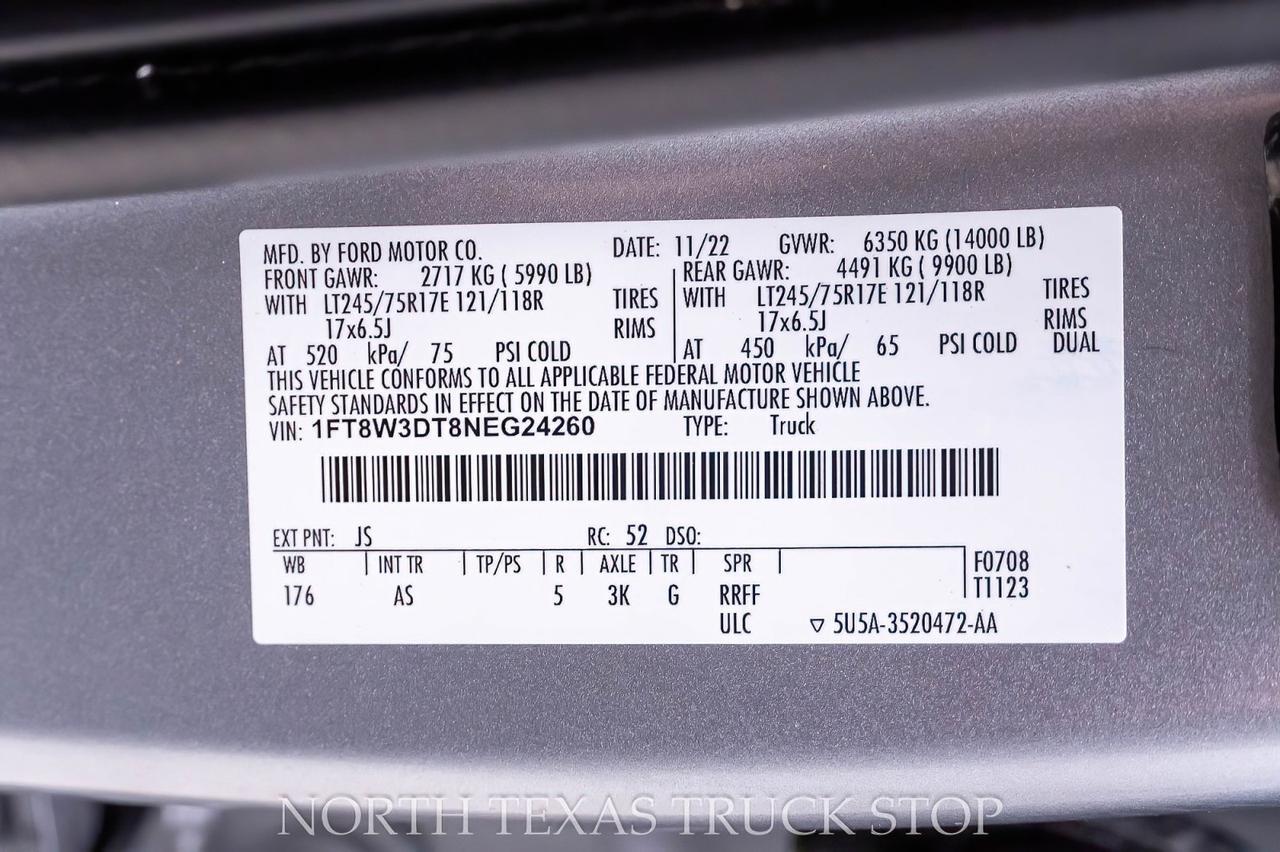 MFD. BY FORD MOTOR CO. DATE: 11/22 GVWR: 6350 KG (14000 LB)
FRONT GAWR: 2717 KG ( 5990 LB) REAR GAWR: 4491 KG ( 9900 LB)
WITH LT245/75R17E 121/118R TIRES WITH LT245/75R17E 121/118R TIRES
17x6.5J RIMS 17x6.5J RIMS
AT 520 kPa/ 75 PSI COLD AT 450 kPa/ 65 PSI COLD DUAL
THIS VEHICLE CONFORMS TO ALL APPLICABLE FEDERAL MOTOR VEHICLE
SAFETY STANDARDS IN EFFECT ON THE DATE OF MANUFACTURE SHOWN ABOVE.
VIN: 1FT8W3DT8NEG24260 TYPE: Truck
EXT PNT: JS RC: 52 DSO:
WB INT TR TP/PS R AXLE TR SPR F0708
176 AS 5 3K G RRFF T1123
ULC ▽ 5U5A-3520472-AA
NORTH TEXAS TRUCK STOP